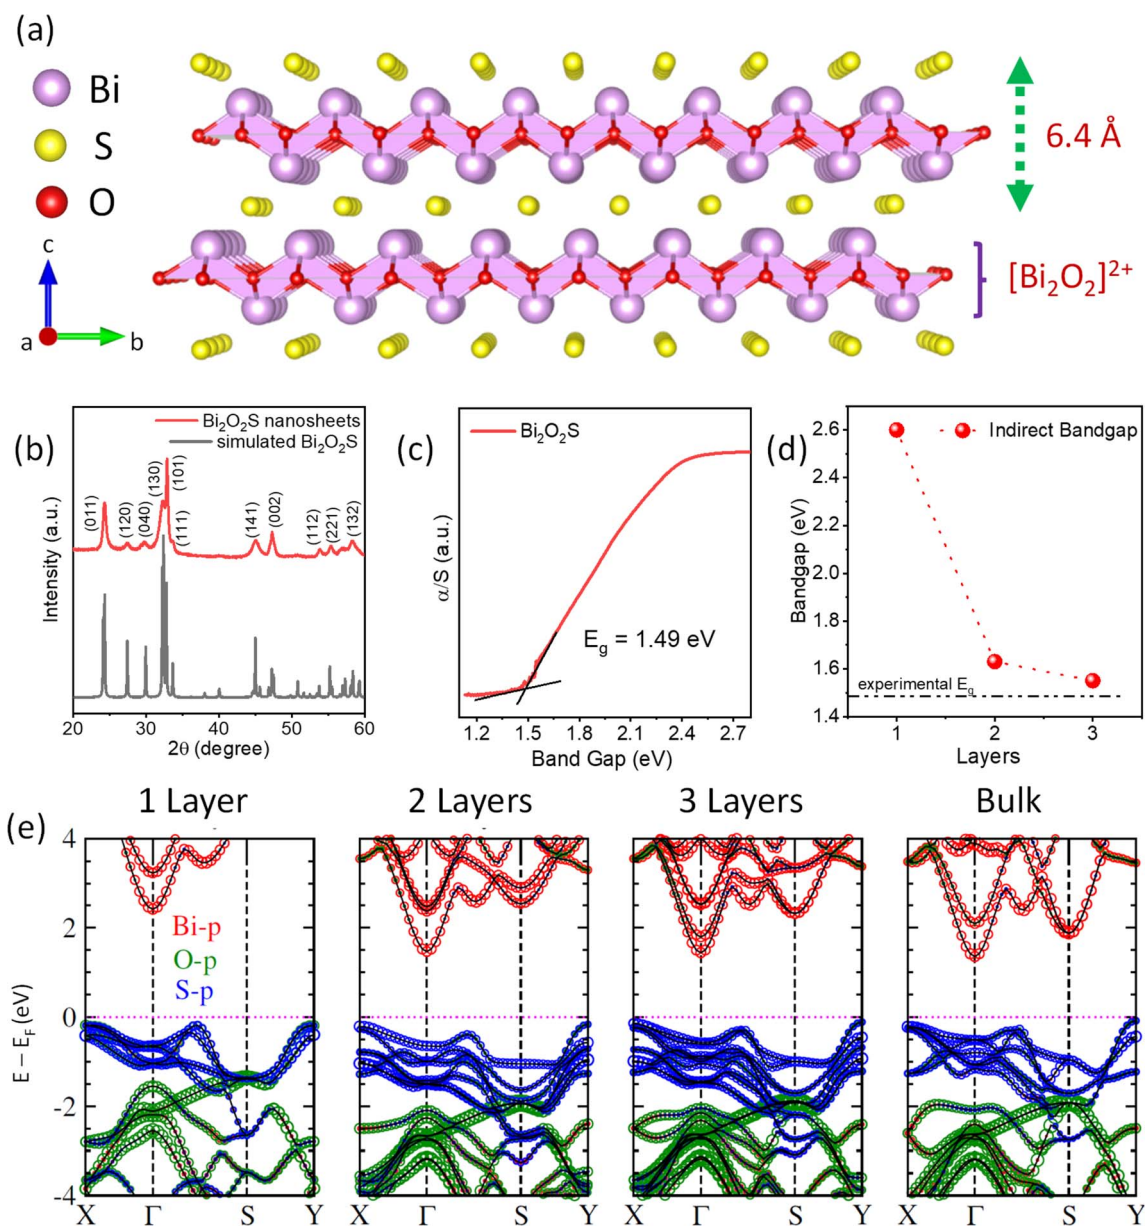 (a)
Bi
S
O
c
a
b
6.4 Å
[Bi₂O₂]²⁺
(b)
Bi₂O₂S nanosheets
simulated Bi₂O₂S
(011)
(120)
(040)
(130)
(101)
(111)
(141)
(002)
(112)
(221)
(132)
Intensity (a.u.)
20 30 40 50 60
2θ (degree)
(c)
Bi₂O₂S
α/S (a.u.)
E_g = 1.49 eV
1.2 1.5 1.8 2.1 2.4 2.7
Band Gap (eV)
(d)
Indirect Bandgap
Bandgap (eV)
2.6
2.4
2.2
2.0
1.8
1.6
1.4
experimental E_g
1 2 3
Layers
1 Layer 2 Layers 3 Layers Bulk
(e)
E − E_F (eV)
4
2
0
-2
-4
Bi-p
O-p
S-p
X Γ S Y X Γ S Y X Γ S Y X Γ S Y